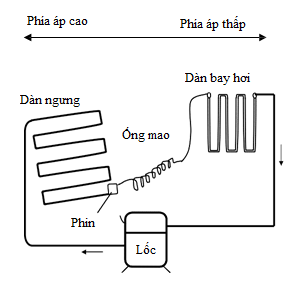 Phía áp cao
Phía áp thấp
Dàn bay hơi
Dàn ngưng
Ống mao
Phin
Lốc